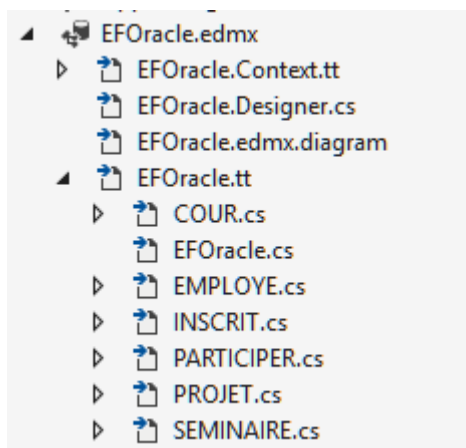 EFOracle.edmx
EFOracle.Context.tt
EFOracle.Designer.cs
EFOracle.edmx.diagram
EFOracle.tt
COUR.cs
EFOracle.cs
EMPLOYE.cs
INSCRIT.cs
PARTICIPER.cs
PROJET.cs
SEMINAIRE.cs